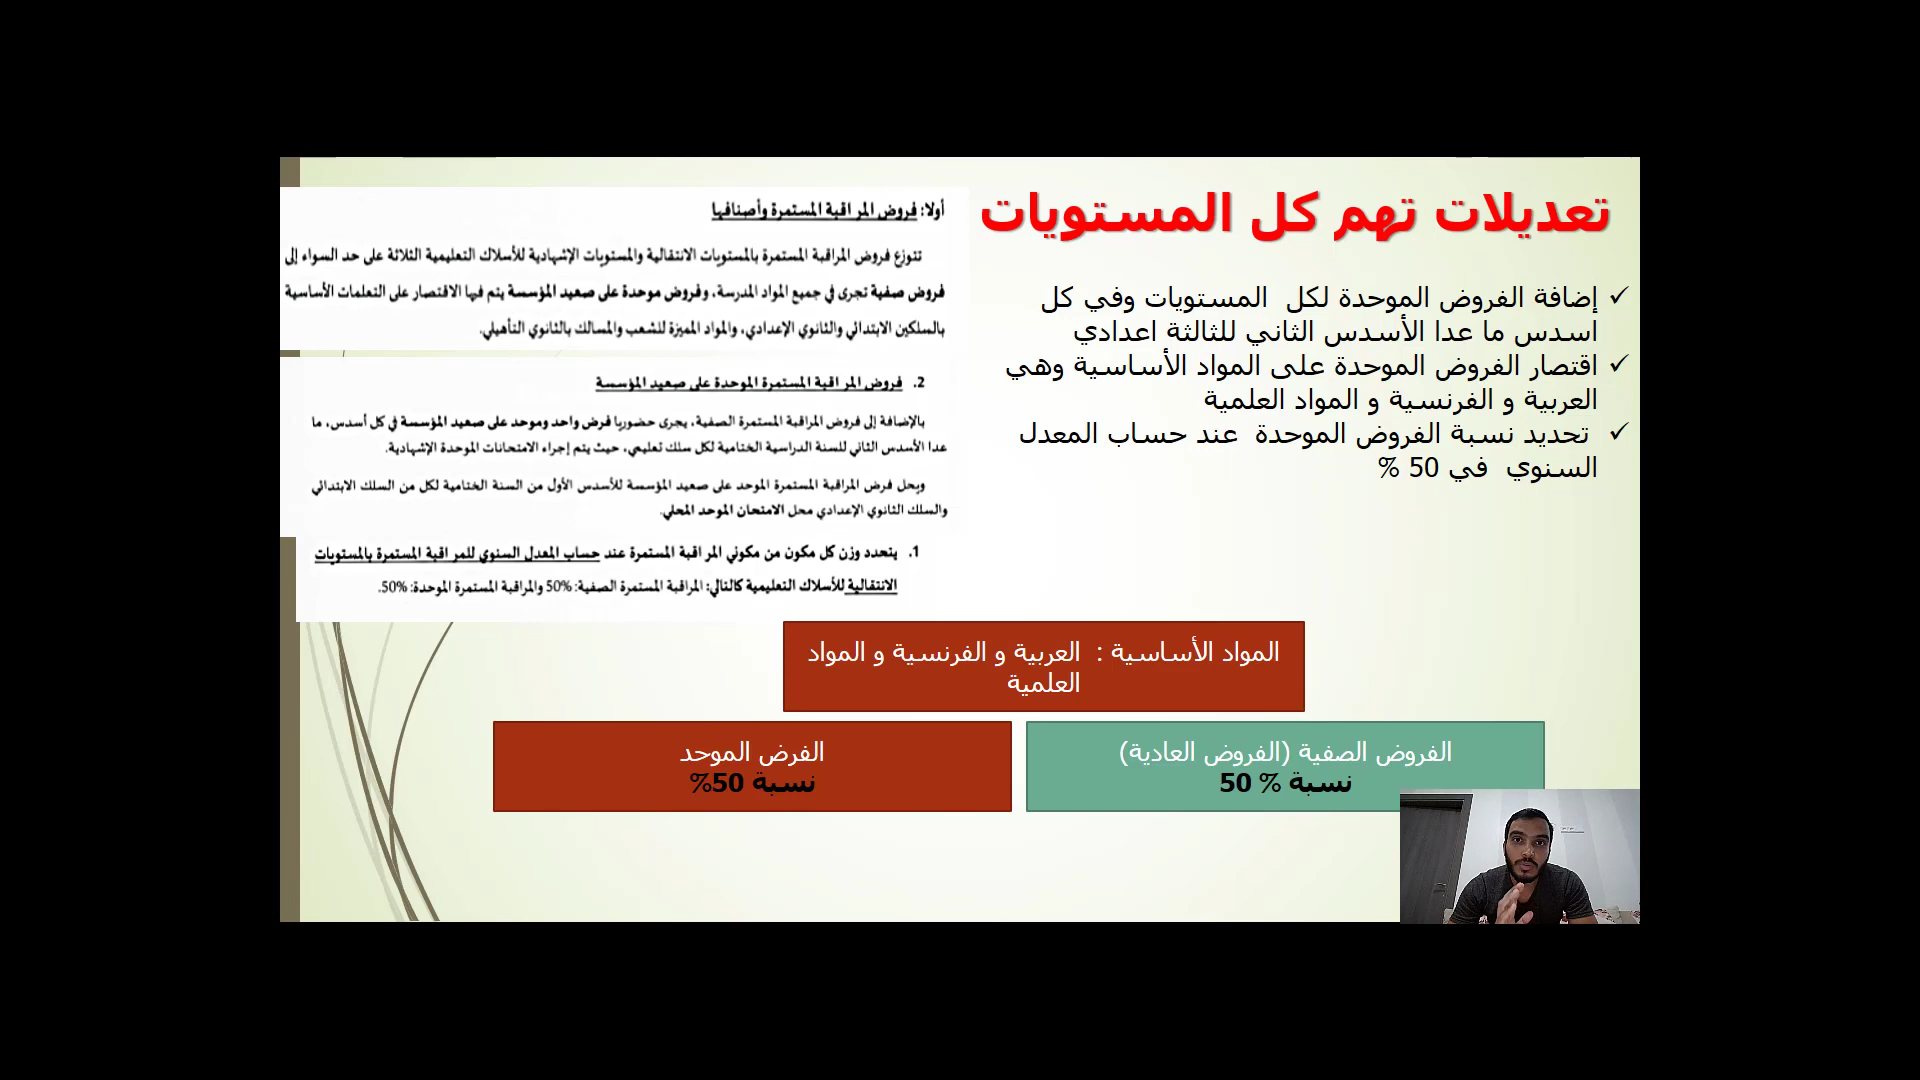 تعديلات تهم كل المستويات
✓ إضافة الفروض الموحدة لكل المستويات وفي كل
اسدس ما عدا الأسدس الثاني للثالثة اعدادي
✓ اقتصار الفروض الموحدة على المواد الأساسية وهي
العربية و الفرنسية و المواد العلمية
✓ تحديد نسبة الفروض الموحدة عند حساب المعدل
السنوي في 50 %
أولا: فروض المراقبة المستمرة وأصنافها
تتوزع فروض المراقبة المستمرة بالمستويات الانتقالية والمستويات الإشهادية للأسلاك التعليمية الثلاثة على حد السواء إلى
فروض صفية تجرى في جميع المواد المدرسة، وفروض موحدة على صعيد المؤسسة يتم فيها الاقتصار على التعلمات الأساسية
بالسلكين الابتدائي والثانوي الإعدادي، والمواد المميزة للشعب والمسالك بالثانوي التأهيلي.
2. فروض المراقبة المستمرة الموحدة على صعيد المؤسسة
بالإضافة إلى فروض المراقبة المستمرة الصفية، يجرى حضوريا فرض واحد وموحد على صعيد المؤسسة في كل أسدس، ما
عدا الأسدس الثاني للسنة الدراسية الختامية لكل سلك تعليمي، حيث يتم إجراء الامتحانات الموحدة الإشهادية.
ويحل فرض المراقبة المستمرة الموحد على صعيد المؤسسة للأسدس الأول من السنة الختامية لكل من السلك الابتدائي
والسلك الثانوي الإعدادي محل الامتحان الموحد المحلي.
1. يتحدد وزن كل مكون من مكوني المراقبة المستمرة عند حساب المعدل السنوي للمراقبة المستمرة بالمستويات
الانتقالية للأسلاك التعليمية كالتالي: المراقبة المستمرة الصفية: 50% والمراقبة المستمرة الموحدة: 50%.
المواد الأساسية : العربية و الفرنسية و المواد
العلمية
الفروض الصفية (الفروض العادية)
نسبة % 50
الفرض الموحد
نسبة 50%